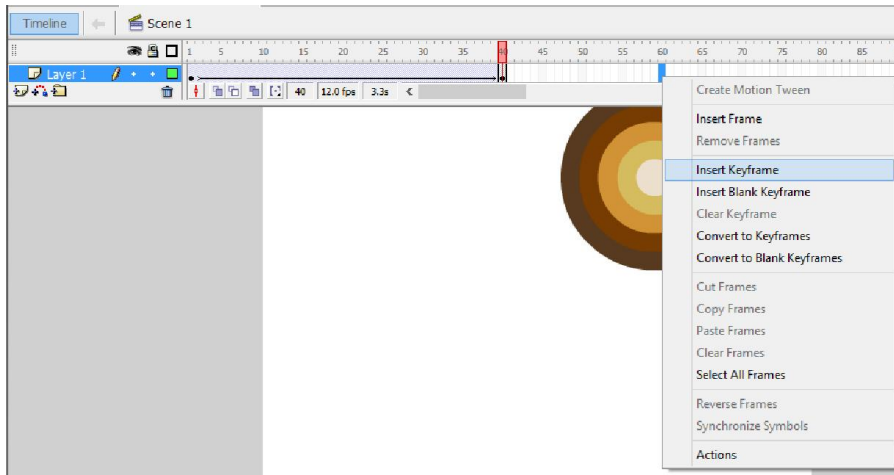 Timeline Scene 1
1 5 10 15 20 25 30 35 40 45 50 55 60 65 70 75 80 85
Layer 1
40 12.0 fps 3.3s
Create Motion Tween
Insert Frame
Remove Frames
Insert Keyframe
Insert Blank Keyframe
Clear Keyframe
Convert to Keyframes
Convert to Blank Keyframes
Cut Frames
Copy Frames
Paste Frames
Clear Frames
Select All Frames
Reverse Frames
Synchronize Symbols
Actions